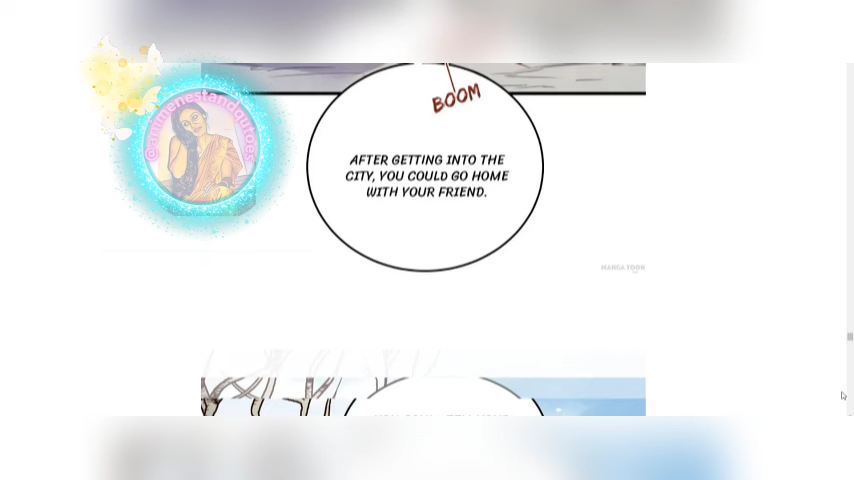 BOOM
AFTER GETTING INTO THE
CITY, YOU COULD GO HOME
WITH YOUR FRIEND.
MANGA TOON